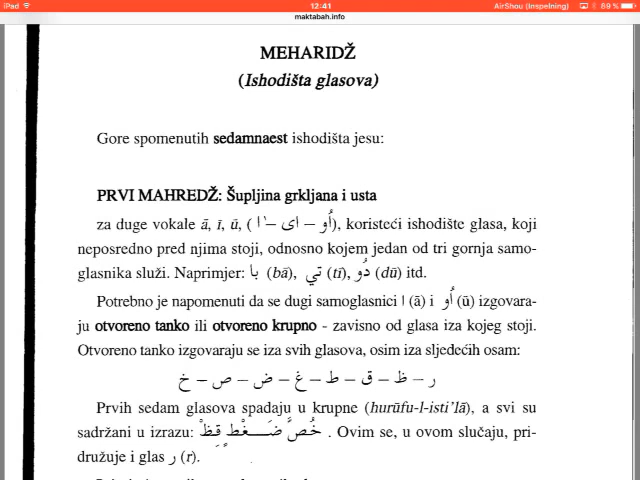 iPad
12:41
AirShou (Inspelning)
89 %
maktabah.info
MEHARIDŽ
(Ishodišta glasova)
Gore spomenutih sedamnaest ishodišta jesu:
PRVI MAHREDŽ: Šupljina grkljana i usta
za duge vokale ā, ī, ū, ( أُو – اى – ا َ ), koristeći ishodište glasa, koji
neposredno pred njima stoji, odnosno kojem jedan od tri gornja samo-
glasnika služi. Naprimjer: با (bā), تي (tī), دُو (dū) itd.
Potrebno je napomenuti da se dugi samoglasnici ا (ā) i أُو (ū) izgovara-
ju otvoreno tanko ili otvoreno krupno - zavisno od glasa iza kojeg stoji.
Otvoreno tanko izgovaraju se iza svih glasova, osim iza sljedećih osam:
خ – ص – ض – غ – ط – ق – ظ – ر
Prvih sedam glasova spadaju u krupne (hurūfu-l-isti'lā), a svi su
sadržani u izrazu: خُصَّ ضَغْطٍ قِظْ . Ovim se, u ovom slučaju, pri-
družuje i glas ر (r).